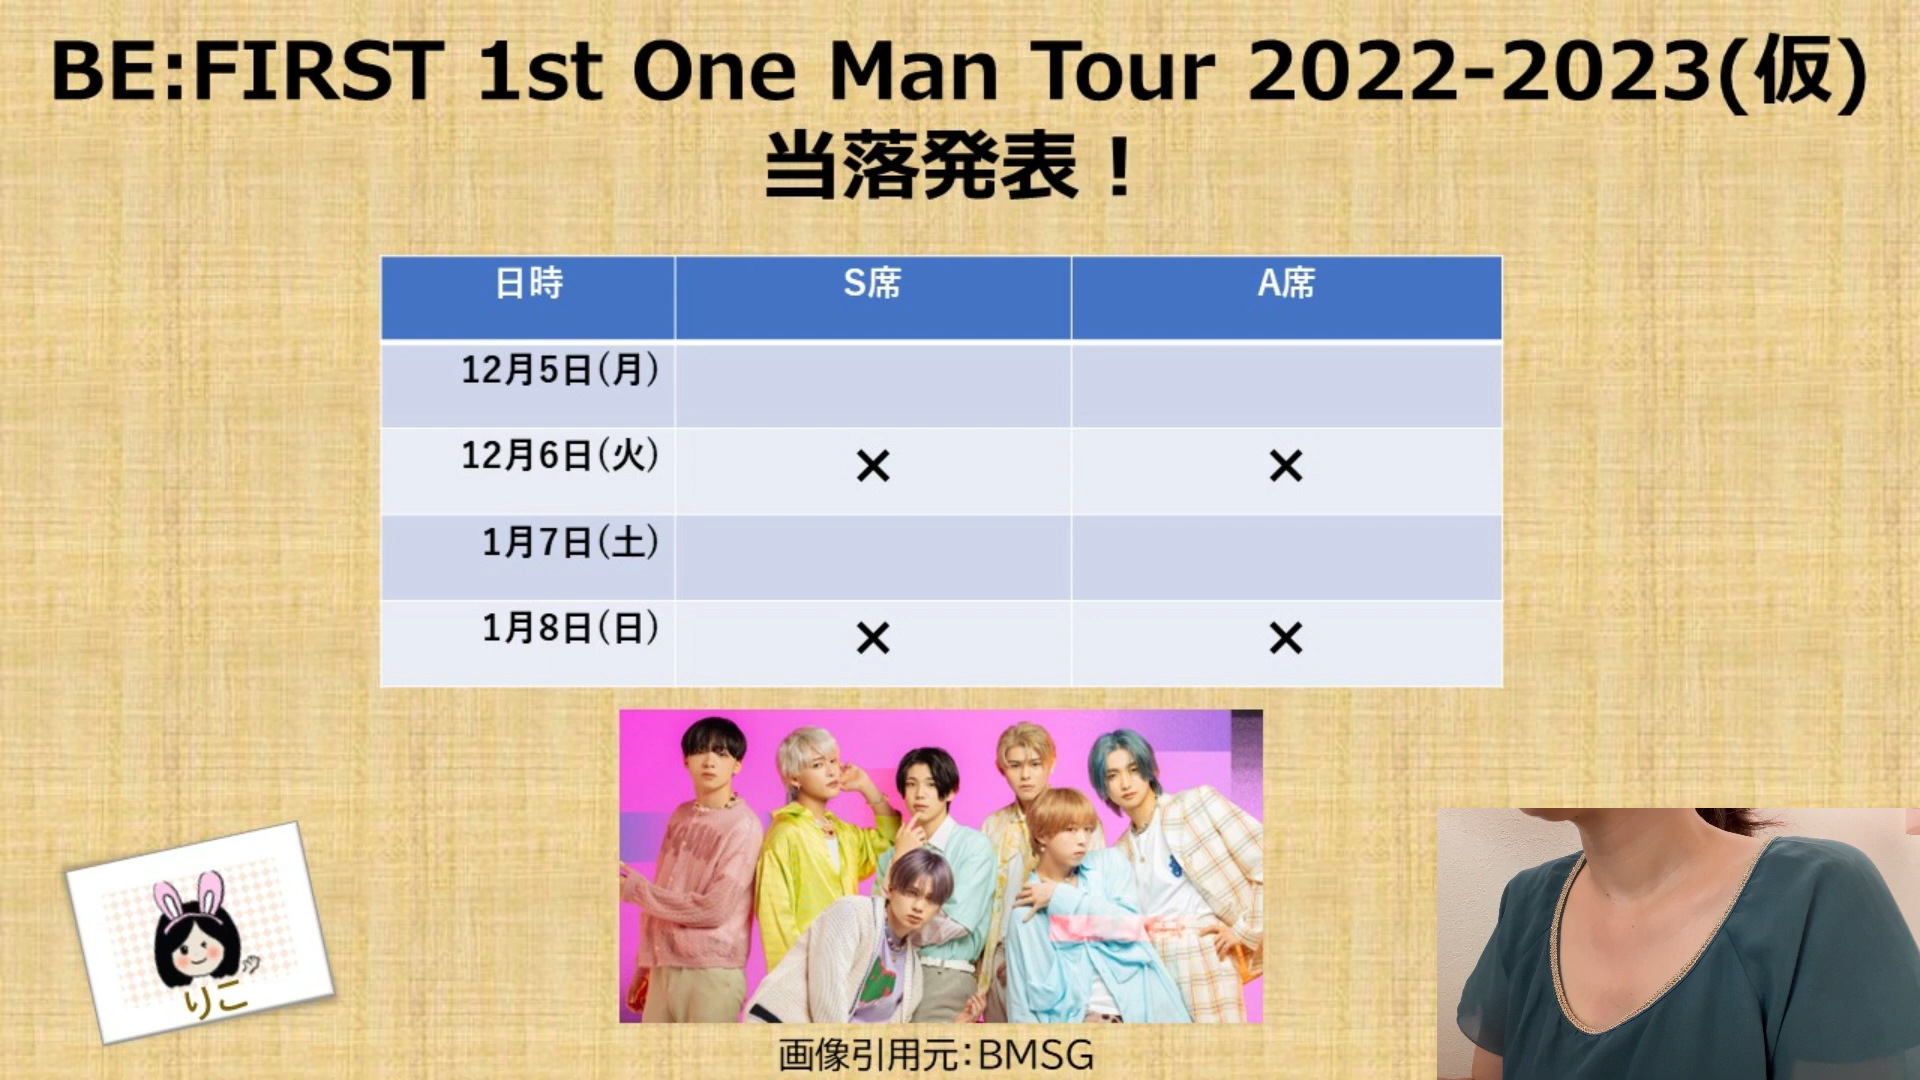 BE:FIRST 1st One Man Tour 2022-2023(仮)
当落発表！
日時 S席 A席
12月5日(月)
12月6日(火) × ×
1月7日(土)
1月8日(日) × ×
りこ
画像引用元：BMSG